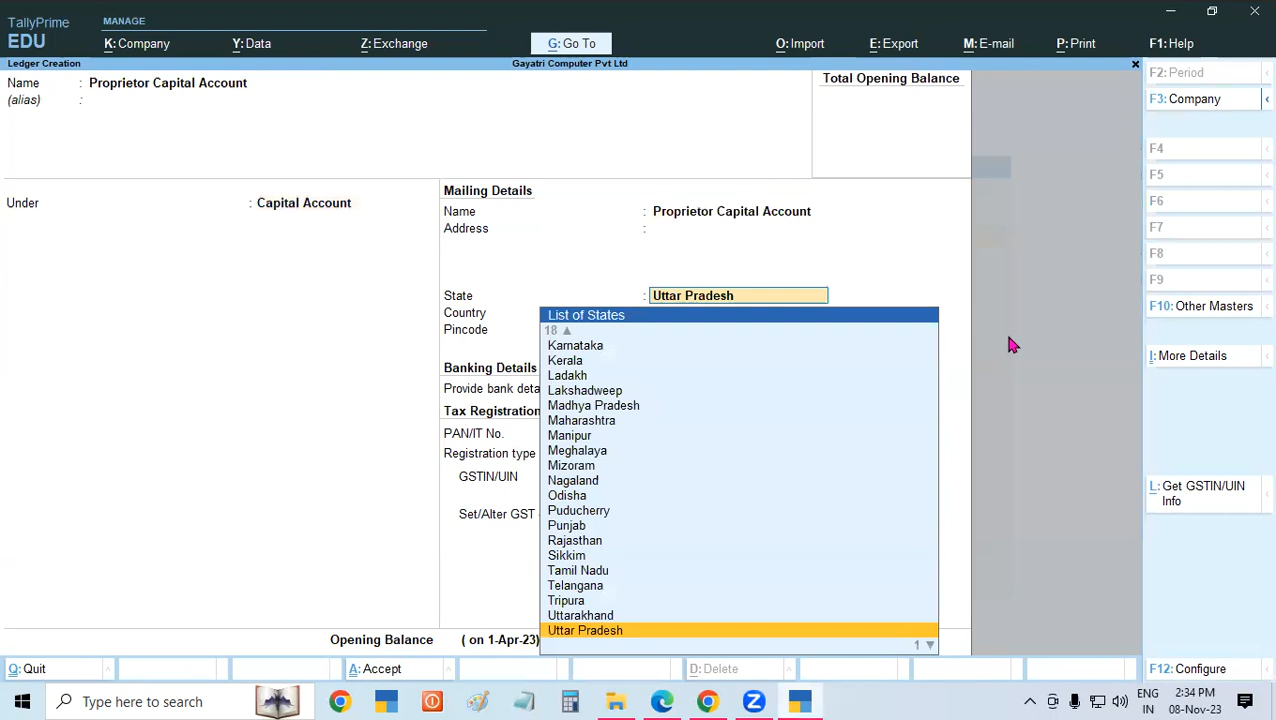 TallyPrime
EDU
MANAGE
K: Company
Y: Data
Z: Exchange
G: Go To
O: Import
E: Export
M: E-mail
P: Print
F1: Help
Ledger Creation
Gayatri Computer Pvt Ltd
Name : Proprietor Capital Account
(alias) :
Total Opening Balance
Under : Capital Account
Mailing Details
Name : Proprietor Capital Account
Address :
State : Uttar Pradesh
Country
Pincode
Banking Details
Provide bank deta
Tax Registration
PAN/IT No.
Registration type
GSTIN/UIN
Set/Alter GST
List of States
18 ▲
Karnataka
Kerala
Ladakh
Lakshadweep
Madhya Pradesh
Maharashtra
Manipur
Meghalaya
Mizoram
Nagaland
Odisha
Puducherry
Punjab
Rajasthan
Sikkim
Tamil Nadu
Telangana
Tripura
Uttarakhand
Uttar Pradesh
1 ▼
Opening Balance ( on 1-Apr-23)
F2: Period
F3: Company
F4
F5
F6
F7
F8
F9
F10: Other Masters
I: More Details
L: Get GSTIN/UIN
Info
F12: Configure
Q: Quit
A: Accept
D: Delete
Type here to search
ENG
IN
2:34 PM
08-Nov-23